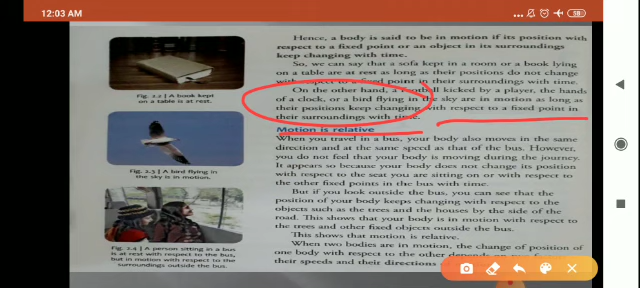 12:03 AM
58
Hence, a body is said to be in motion if its position with
respect to a fixed point or an object in its surroundings
keep changing with time.
So, we can say that a sofa kept in a room or a book lying
on a table are at rest as long as their positions do not change
with respect to a fixed point in their surroundings with time.
On the other hand, a football kicked by a player, the hands
of a clock, or a bird flying in the sky are in motion as long as
their positions keep changing with respect to a fixed point in
their surroundings with time.
Motion is relative
When you travel in a bus, your body also moves in the same
direction and at the same speed as that of the bus. However,
you do not feel that your body is moving during the journey.
It appears so because your body does not change its position
with respect to the seat you are sitting on or with respect to
the other fixed points in the bus with time.
But if you look outside the bus, you can see that the
position of your body keeps changing with respect to the
objects such as the trees and the houses by the side of the
road. This shows that your body is in motion with respect to
the trees and other fixed objects outside the bus.
This shows that motion is relative.
When two bodies are in motion, the change of position of
one body with respect to the other depends on
their speeds and their directions
Fig. 2.2 | A book kept
on a table is at rest.
Fig. 2.3 | A bird flying in
the sky is in motion.
Fig. 2.4 | A person sitting in a bus
is at rest with respect to the bus,
but in motion with respect to the
surroundings outside the bus.